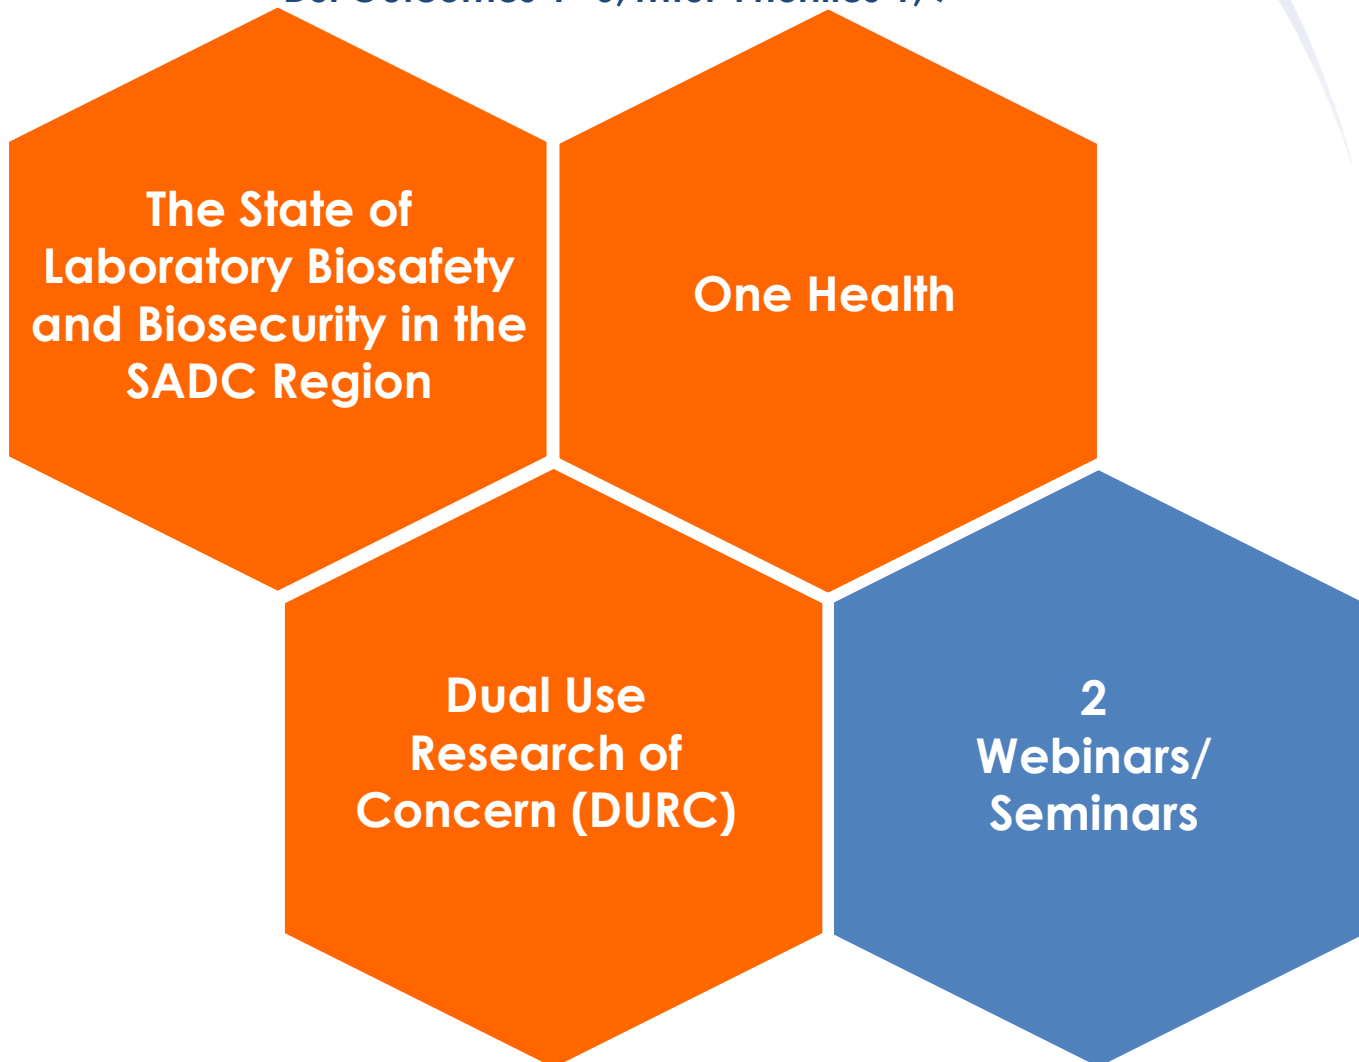 The State of
Laboratory Biosafety
and Biosecurity in the
SADC Region
One Health
Dual Use
Research of
Concern (DURC)
2
Webinars/
Seminars